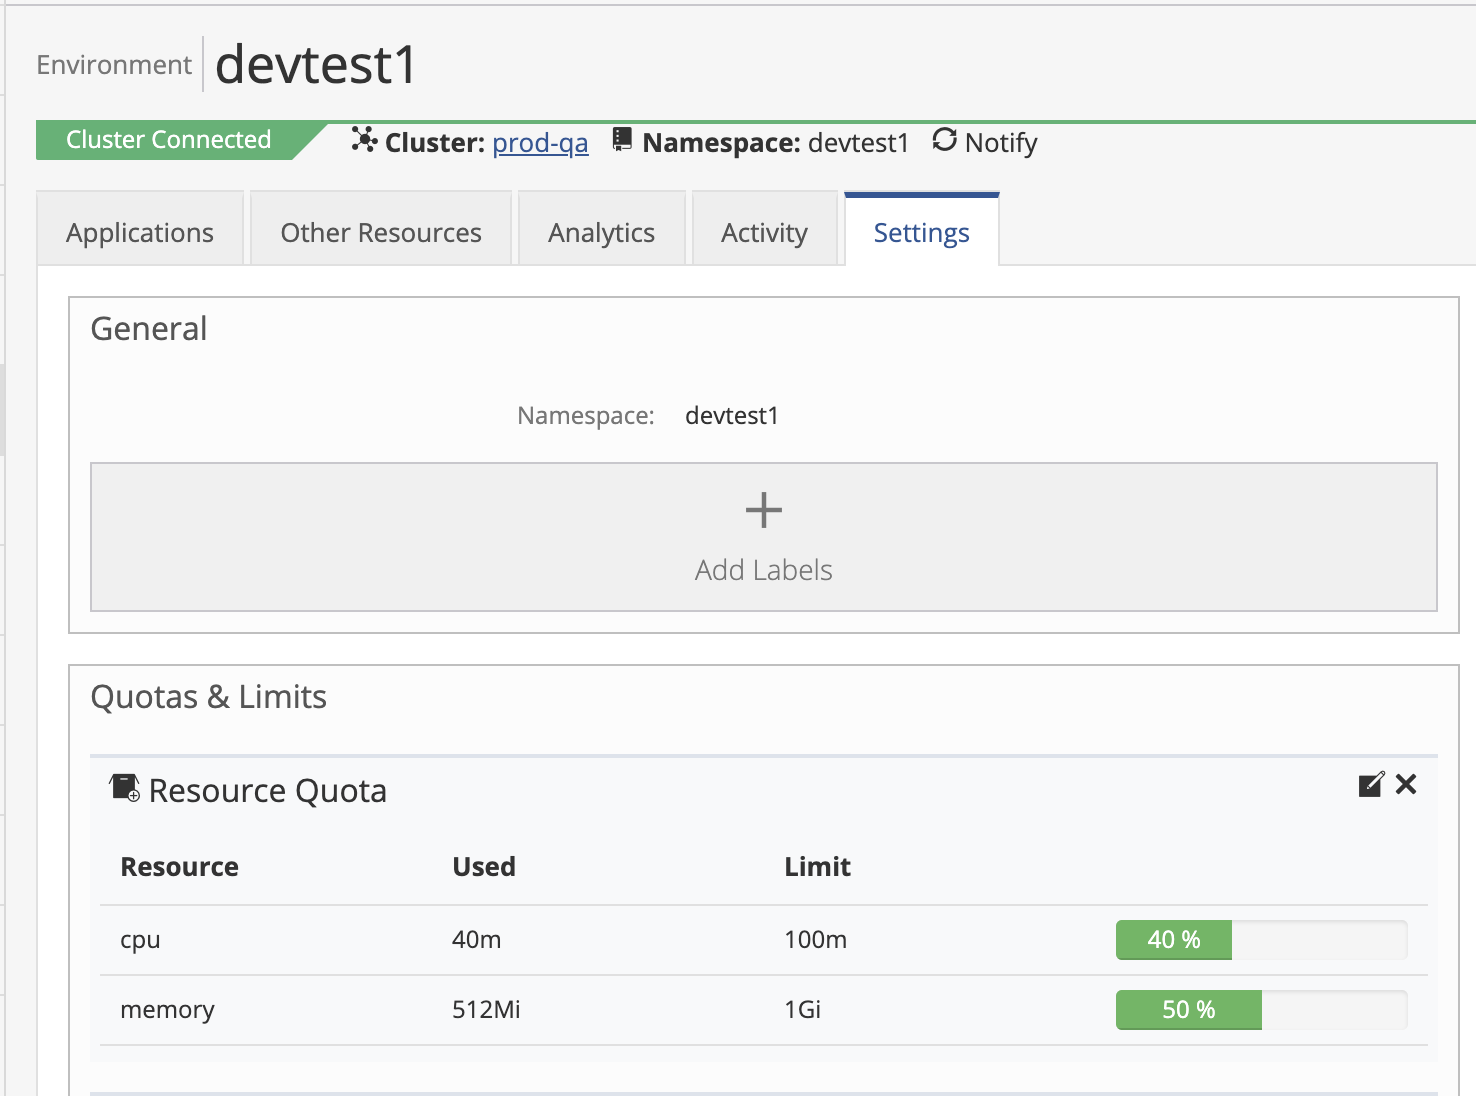 Environment devtest1
Cluster Connected Cluster: prod-qa Namespace: devtest1 Notify
Applications Other Resources Analytics Activity Settings
General
Namespace: devtest1
Add Labels
Quotas & Limits
Resource Quota
Resource Used Limit
cpu 40m 100m 40 %
memory 512Mi 1Gi 50 %